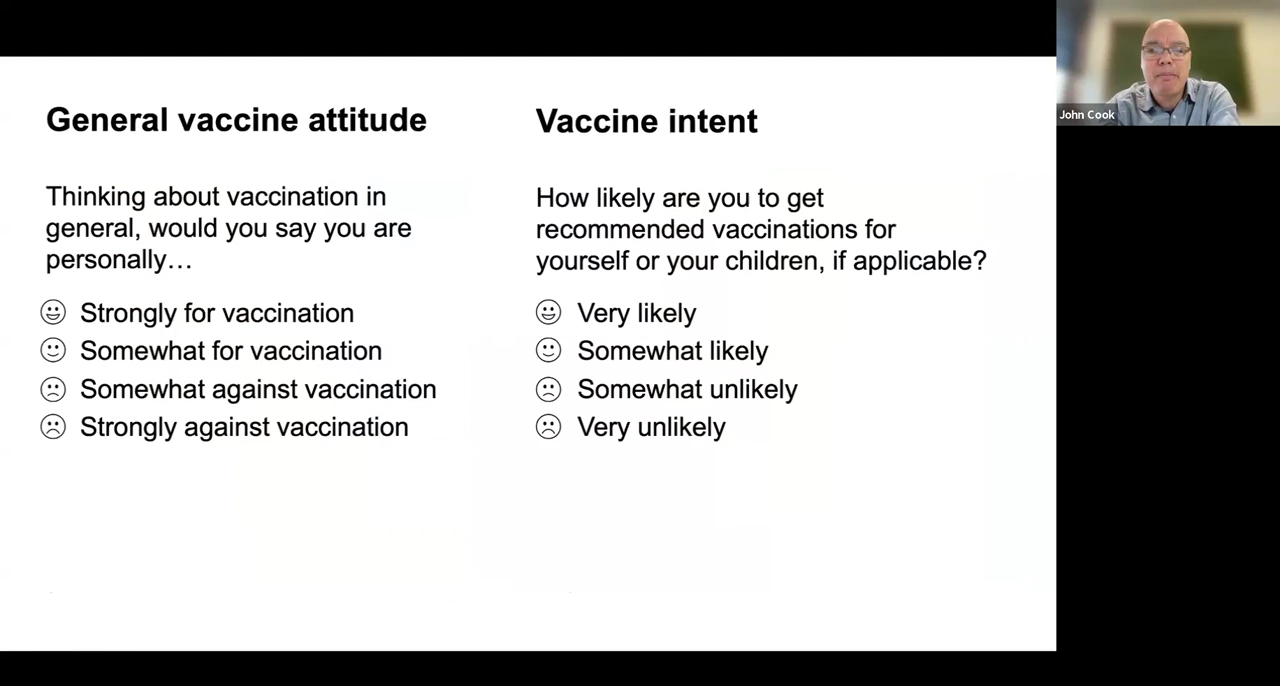 General vaccine attitude
Thinking about vaccination in
general, would you say you are
personally…
Strongly for vaccination
Somewhat for vaccination
Somewhat against vaccination
Strongly against vaccination
Vaccine intent
How likely are you to get
recommended vaccinations for
yourself or your children, if applicable?
Very likely
Somewhat likely
Somewhat unlikely
Very unlikely
John Cook